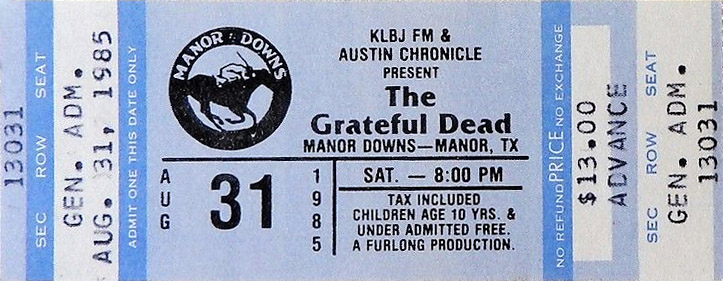 13031
SEC ROW SEAT
GEN. ADM.
AUG. 31, 1985
ADMIT ONE THIS DATE ONLY
MANOR DOWNS
KLBJ FM &
AUSTIN CHRONICLE
PRESENT
The
Grateful Dead
MANOR DOWNS—MANOR, TX
AUG
31
1985
SAT. — 8:00 PM
TAX INCLUDED
CHILDREN AGE 10 YRS. &
UNDER ADMITTED FREE.
A FURLONG PRODUCTION.
NO REFUND PRICE NO EXCHANGE
$13.00
ADVANCE
SEC ROW SEAT
GEN. ADM.
13031